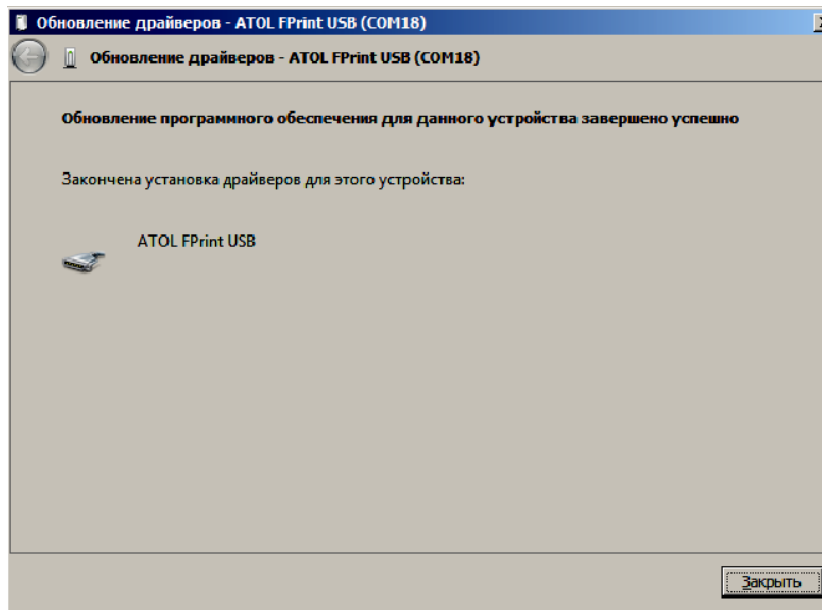 Обновление драйверов - ATOL FPrint USB (COM18)
Обновление драйверов - ATOL FPrint USB (COM18)
Обновление программного обеспечения для данного устройства завершено успешно
Закончена установка драйверов для этого устройства:
ATOL FPrint USB
Закрыть